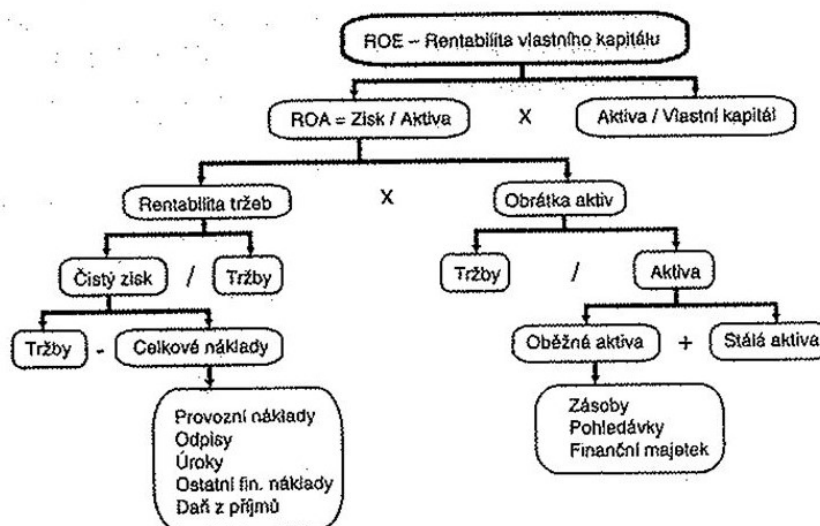 ROE – Rentabilita vlastního kapitálu
ROA = Zisk / Aktiva x Aktiva / Vlastní kapitál
Rentabilita tržeb x Obrátka aktiv
Čistý zisk / Tržby Tržby / Aktiva
Tržby - Celkové náklady Oběžná aktiva + Stálá aktiva
Provozní náklady
Odpisy
Úroky
Ostatní fin. náklady
Daň z příjmů
Zásoby
Pohledávky
Finanční majetek